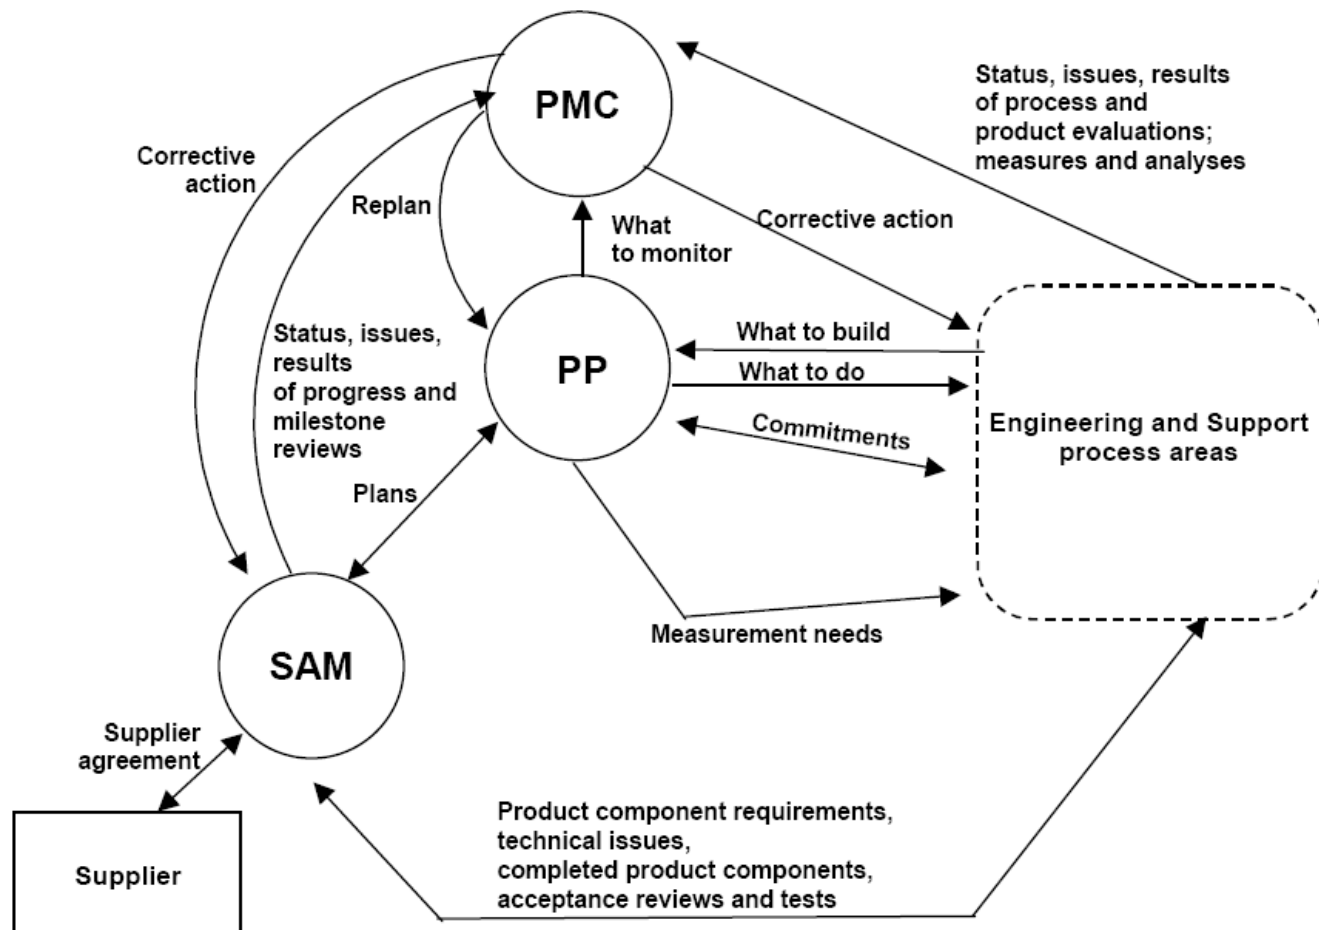 PMC
Status, issues, results
of process and
product evaluations;
measures and analyses
Corrective
action
Replan
What
to monitor
Corrective action
Status, issues,
results
of progress and
milestone
reviews
PP
What to build
What to do
Commitments
Engineering and Support
process areas
Plans
Measurement needs
SAM
Supplier
agreement
Supplier
Product component requirements,
technical issues,
completed product components,
acceptance reviews and tests